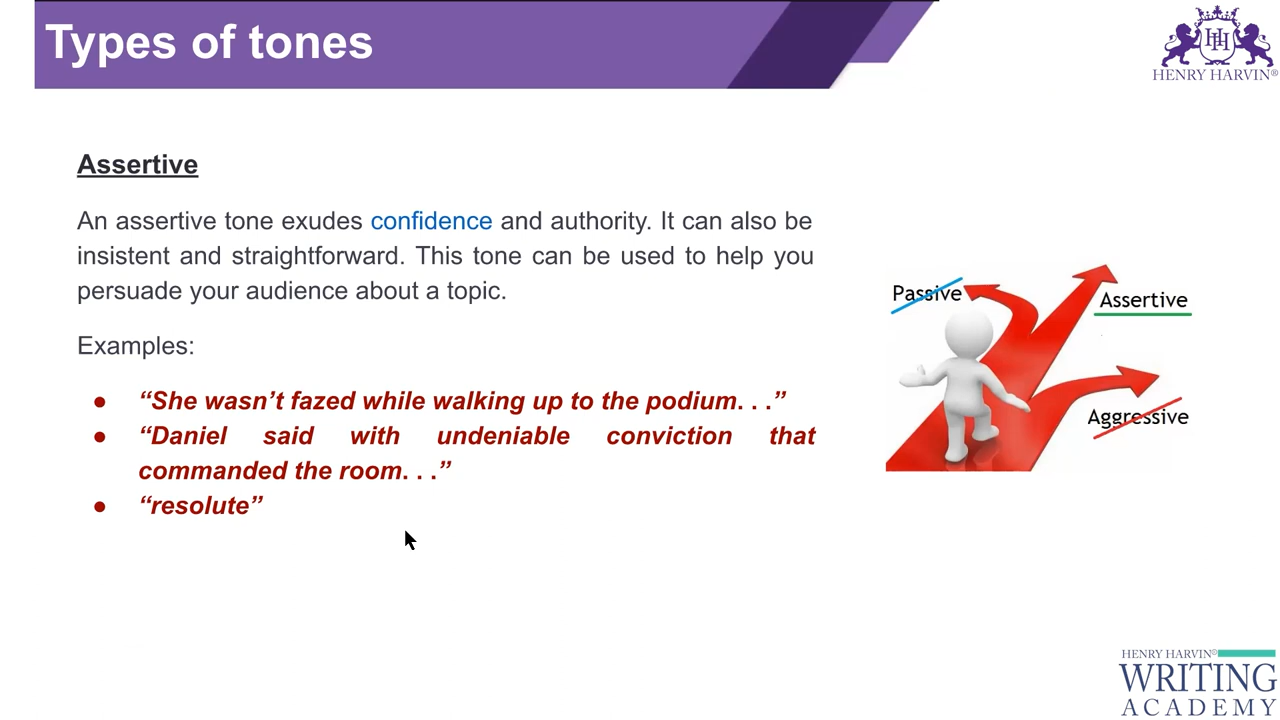 Types of tones
HENRY HARVIN®
Assertive
An assertive tone exudes confidence and authority. It can also be
insistent and straightforward. This tone can be used to help you
persuade your audience about a topic.
Examples:
● “She wasn’t fazed while walking up to the podium. . .”
● “Daniel said with undeniable conviction that
commanded the room. . .”
● “resolute”
Passive
Assertive
Aggressive
HENRY HARVIN®
WRITING
ACADEMY